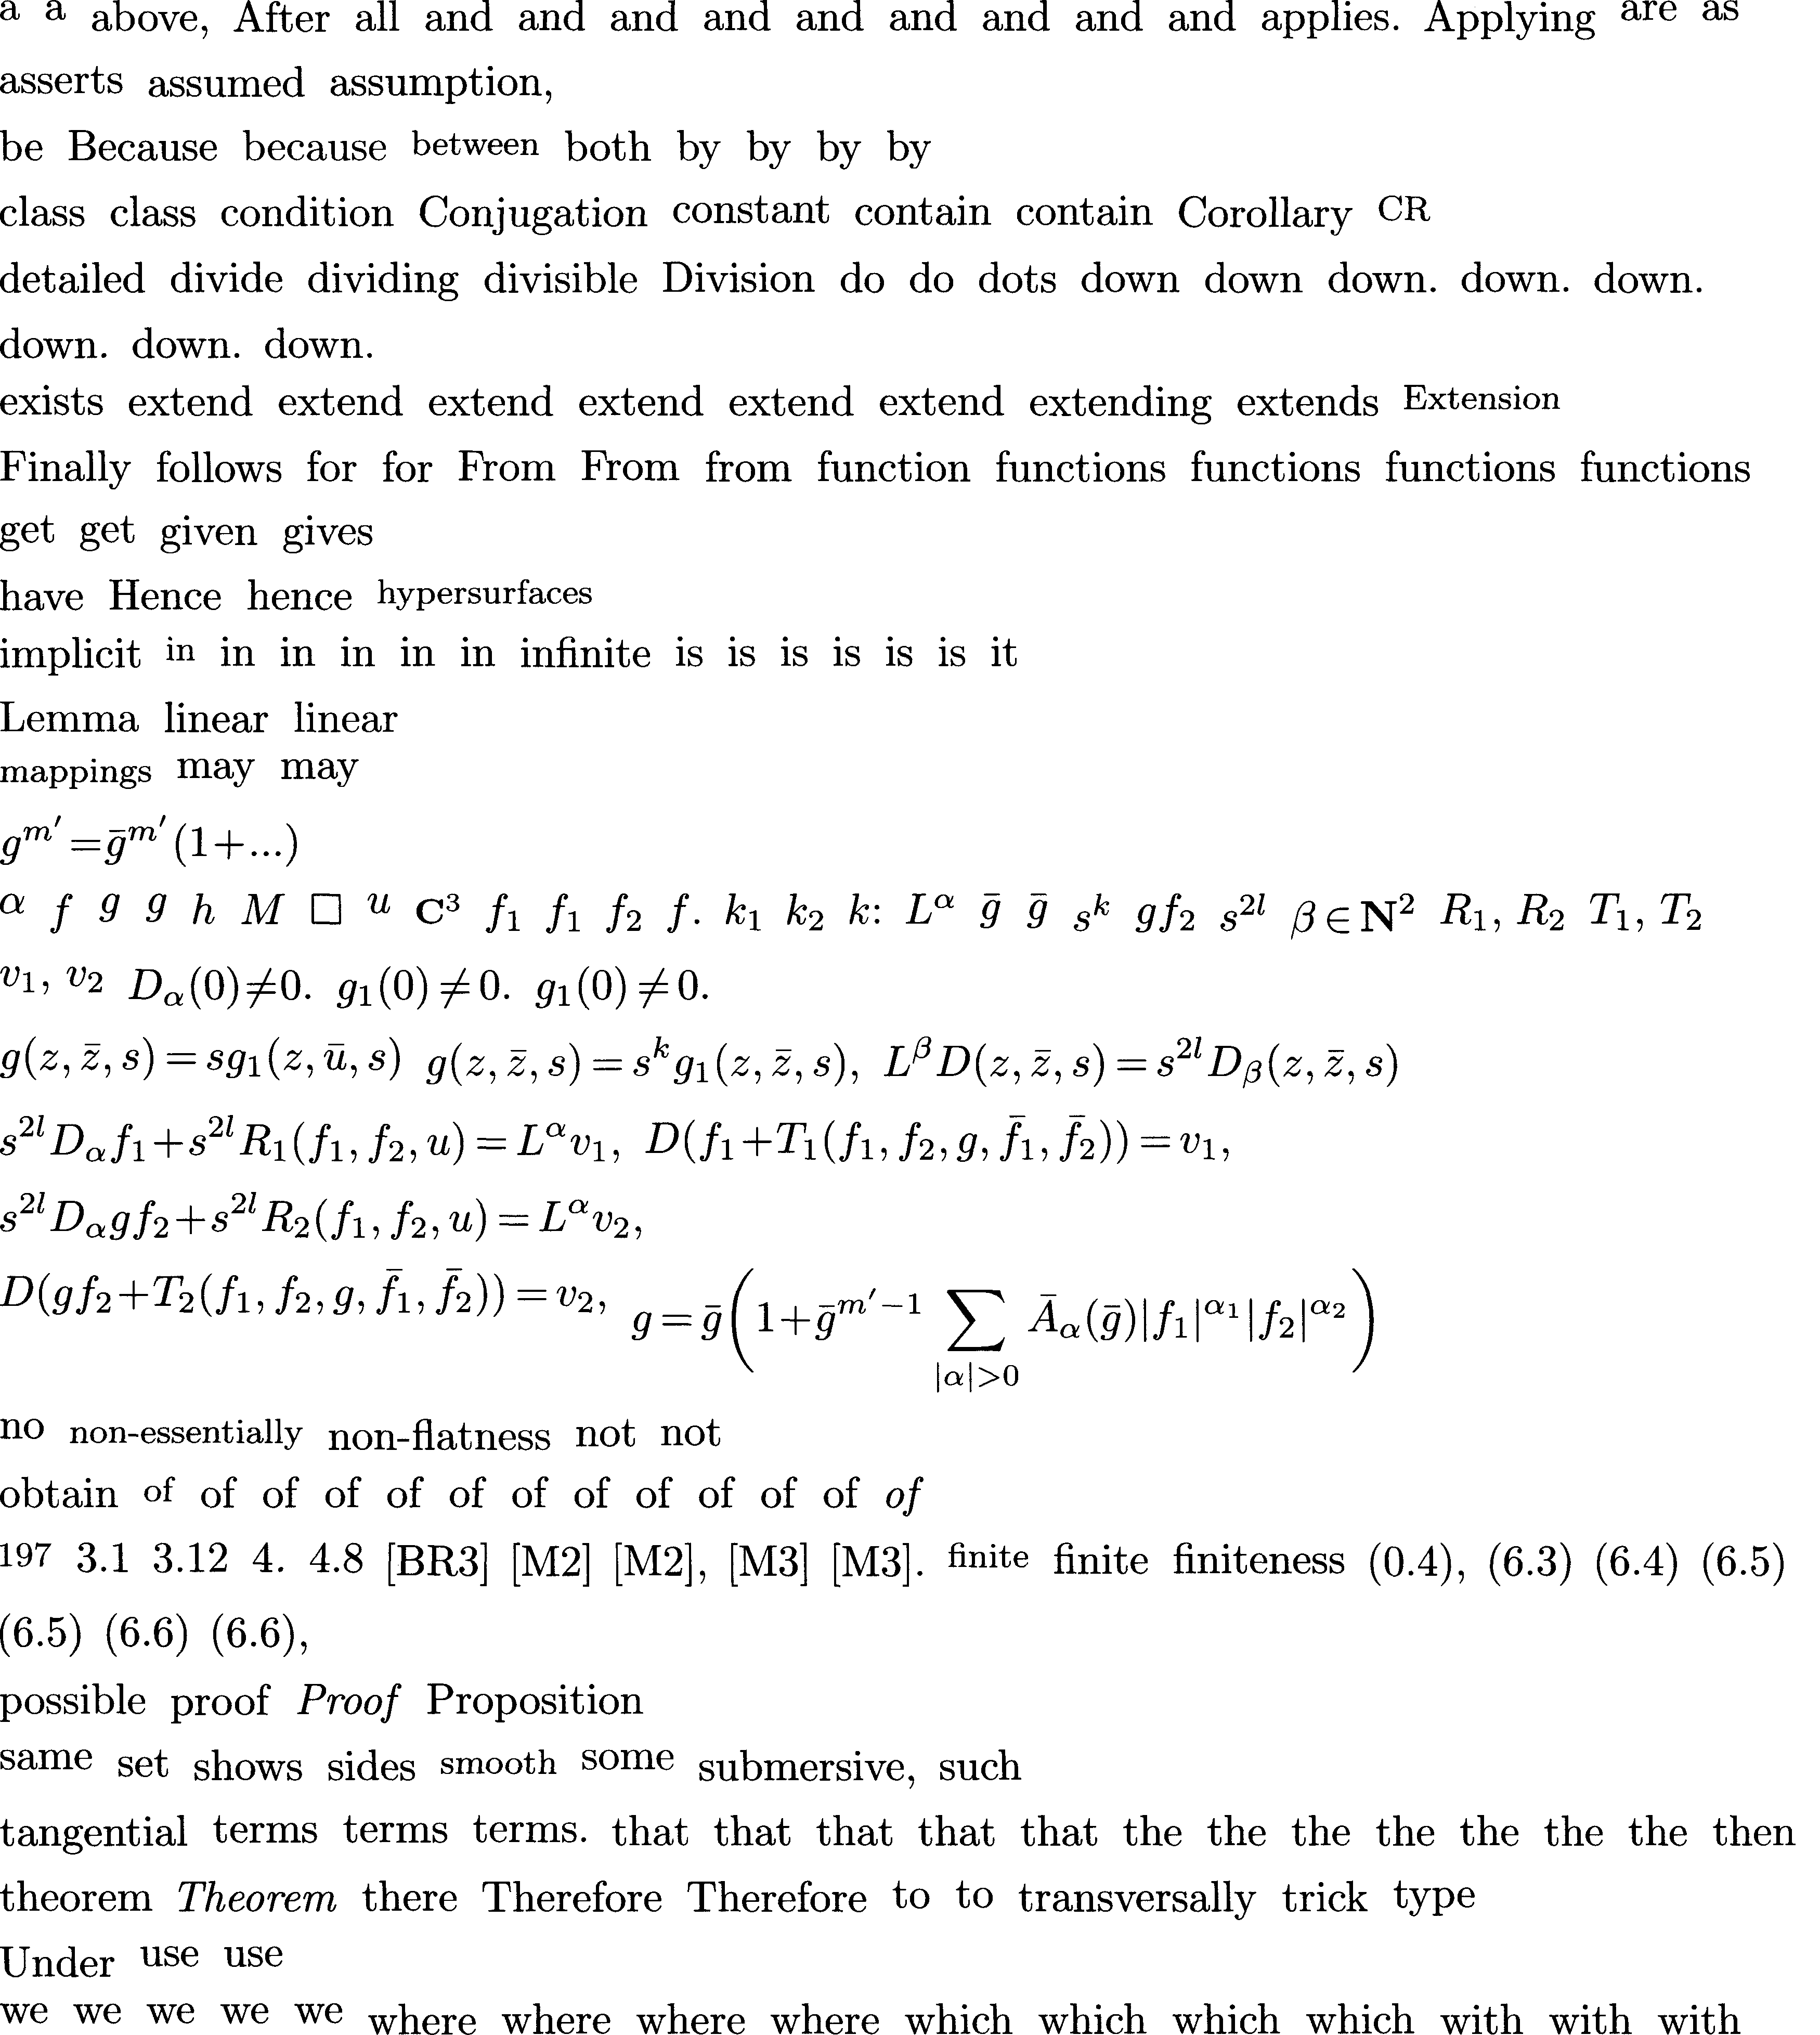 a a above, After all and and and and and and and and and applies. Applying are as
asserts assumed assumption,
be Because because between both by by by by
class class condition Conjugation constant contain contain Corollary CR
detailed divide dividing divisible Division do do dots down down down. down. down.
down. down. down.
exists extend extend extend extend extend extend extending extends Extension
Finally follows for for From From from function functions functions functions functions
get get given gives
have Hence hence hypersurfaces
implicit in in in in in in infinite is is is is is is it
Lemma linear linear
mappings may may
$g^{m'}=\bar{g}^{m'}(1+...)$
$\alpha$ $f$ $g$ $g$ $h$ $M$ □ $u$ $\mathbf{C}^3$ $f_1$ $f_1$ $f_2$ $f.$ $k_1$ $k_2$ $k:$ $L^\alpha$ $\bar{g}$ $\bar{g}$ $s^k$ $gf_2$ $s^{2l}$ $\beta\in\mathbf{N}^2$ $R_1, R_2$ $T_1, T_2$
$v_1, v_2$ $D_\alpha(0)\neq 0.$ $g_1(0)\neq 0.$ $g_1(0)\neq 0.$
$g(z,\bar{z},s)=sg_1(z,\bar{u},s)$ $g(z,\bar{z},s)=s^k g_1(z,\bar{z},s),$ $L^\beta D(z,\bar{z},s)=s^{2l}D_\beta(z,\bar{z},s)$
$s^{2l}D_\alpha f_1+s^{2l}R_1(f_1,f_2,u)=L^\alpha v_1,$ $D(f_1+T_1(f_1,f_2,g,\bar{f}_1,\bar{f}_2))=v_1,$
$s^{2l}D_\alpha gf_2+s^{2l}R_2(f_1,f_2,u)=L^\alpha v_2,$
$D(gf_2+T_2(f_1,f_2,g,\bar{f}_1,\bar{f}_2))=v_2,$ $g=\bar{g}\left(1+\bar{g}^{m'-1}\sum_{|\alpha|>0}\bar{A}_\alpha(\bar{g})|f_1|^{\alpha_1}|f_2|^{\alpha_2}\right)$
no non-essentially non-flatness not not
obtain of of of of of of of of of of of of of
197 3.1 3.12 4. 4.8 [BR3] [M2] [M2], [M3] [M3]. finite finite finiteness (0.4), (6.3) (6.4) (6.5)
(6.5) (6.6) (6.6),
possible proof Proof Proposition
same set shows sides smooth some submersive, such
tangential terms terms terms. that that that that that the the the the the the the then
theorem Theorem there Therefore Therefore to to transversally trick type
Under use use
we we we we we where where where where which which which which with with with